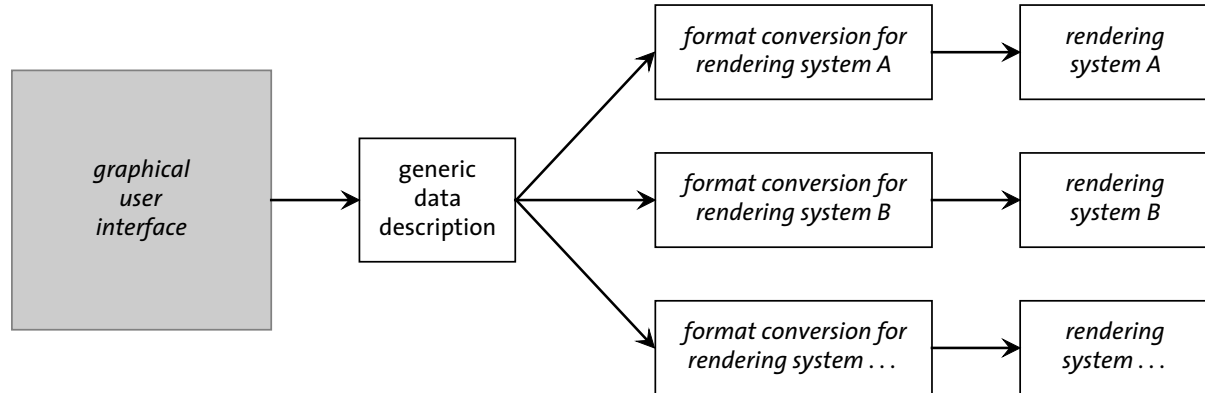 graphical
user
interface
generic
data
description
format conversion for
rendering system A
rendering
system A
format conversion for
rendering system B
rendering
system B
format conversion for
rendering system . . .
rendering
system . . .